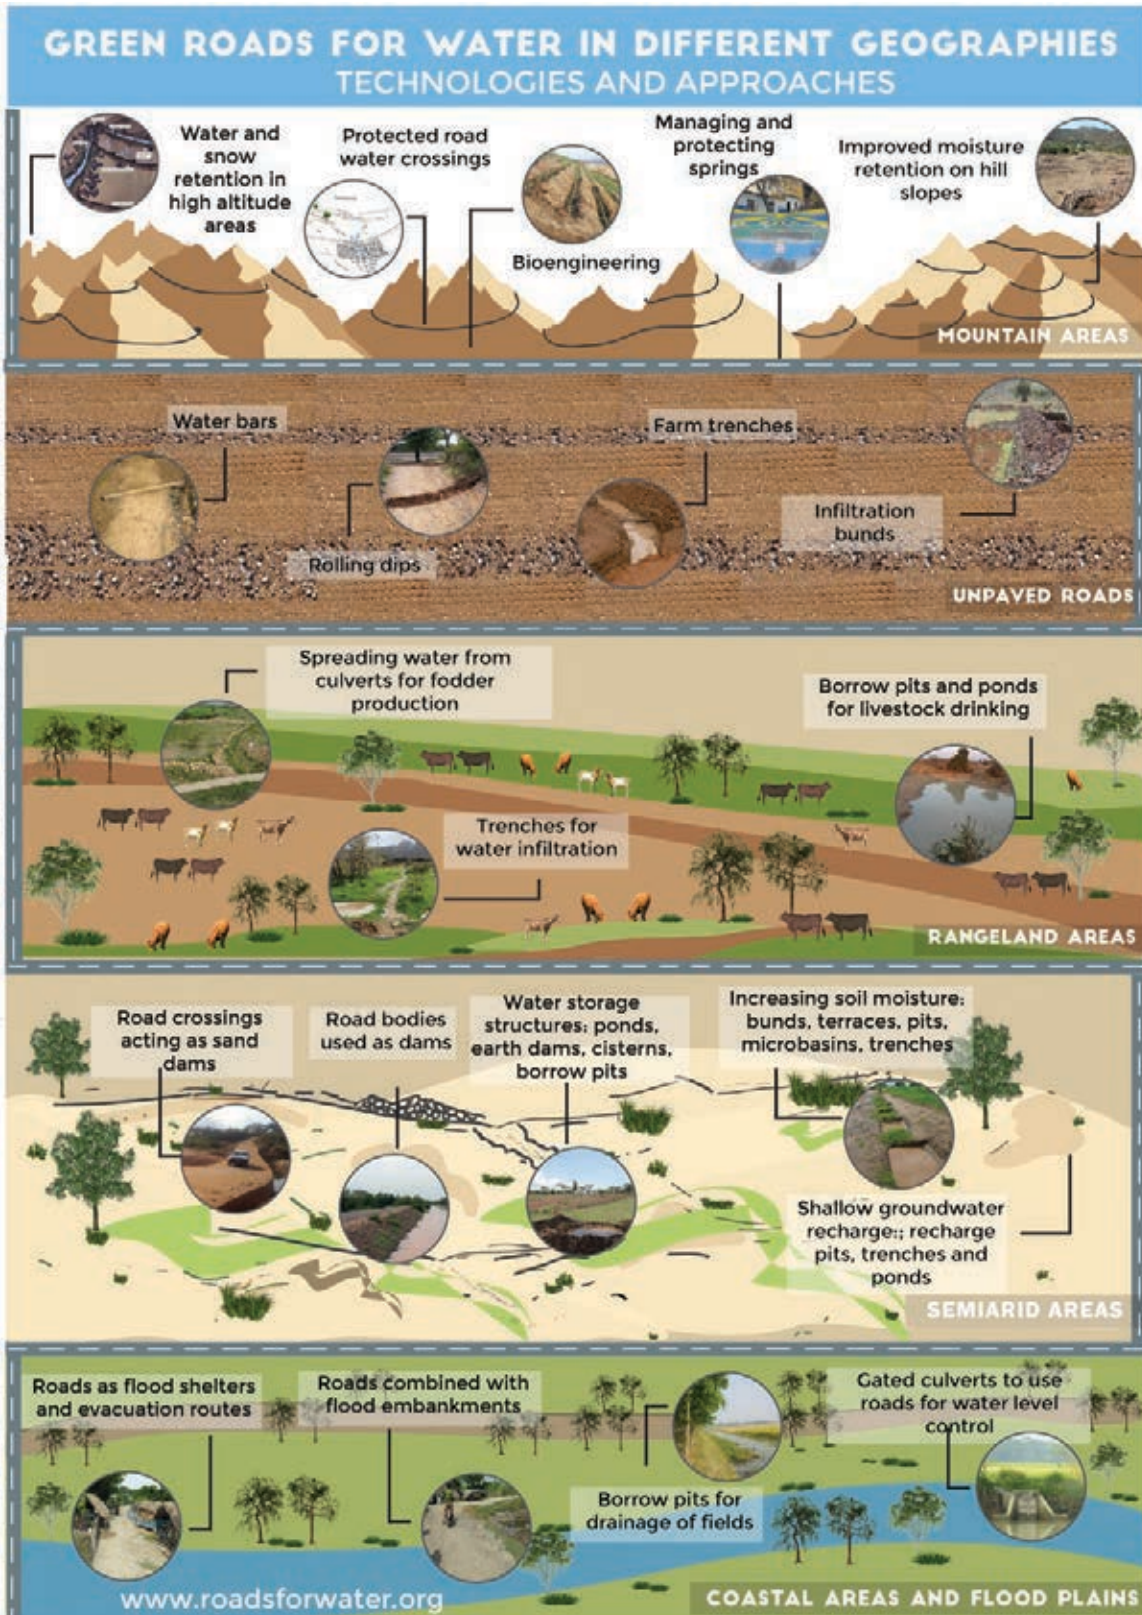 GREEN ROADS FOR WATER IN DIFFERENT GEOGRAPHIES
TECHNOLOGIES AND APPROACHES
Water and
snow
retention in
high altitude
areas
Protected road
water crossings
Bioengineering
Managing and
protecting
springs
Improved moisture
retention on hill
slopes
MOUNTAIN AREAS
Water bars
Rolling dips
Farm trenches
Infiltration
bunds
UNPAVED ROADS
Spreading water from
culverts for fodder
production
Borrow pits and ponds
for livestock drinking
Trenches for
water infiltration
RANGELAND AREAS
Road crossings
acting as sand
dams
Road bodies
used as dams
Water storage
structures: ponds,
earth dams, cisterns,
borrow pits
Increasing soil moisture:
bunds, terraces, pits,
microbasins, trenches
Shallow groundwater
recharge:; recharge
pits, trenches and
ponds
SEMIARID AREAS
Roads as flood shelters
and evacuation routes
Roads combined with
flood embankments
Borrow pits for
drainage of fields
Gated culverts to use
roads for water level
control
www.roadsforwater.org
COASTAL AREAS AND FLOOD PLAINS